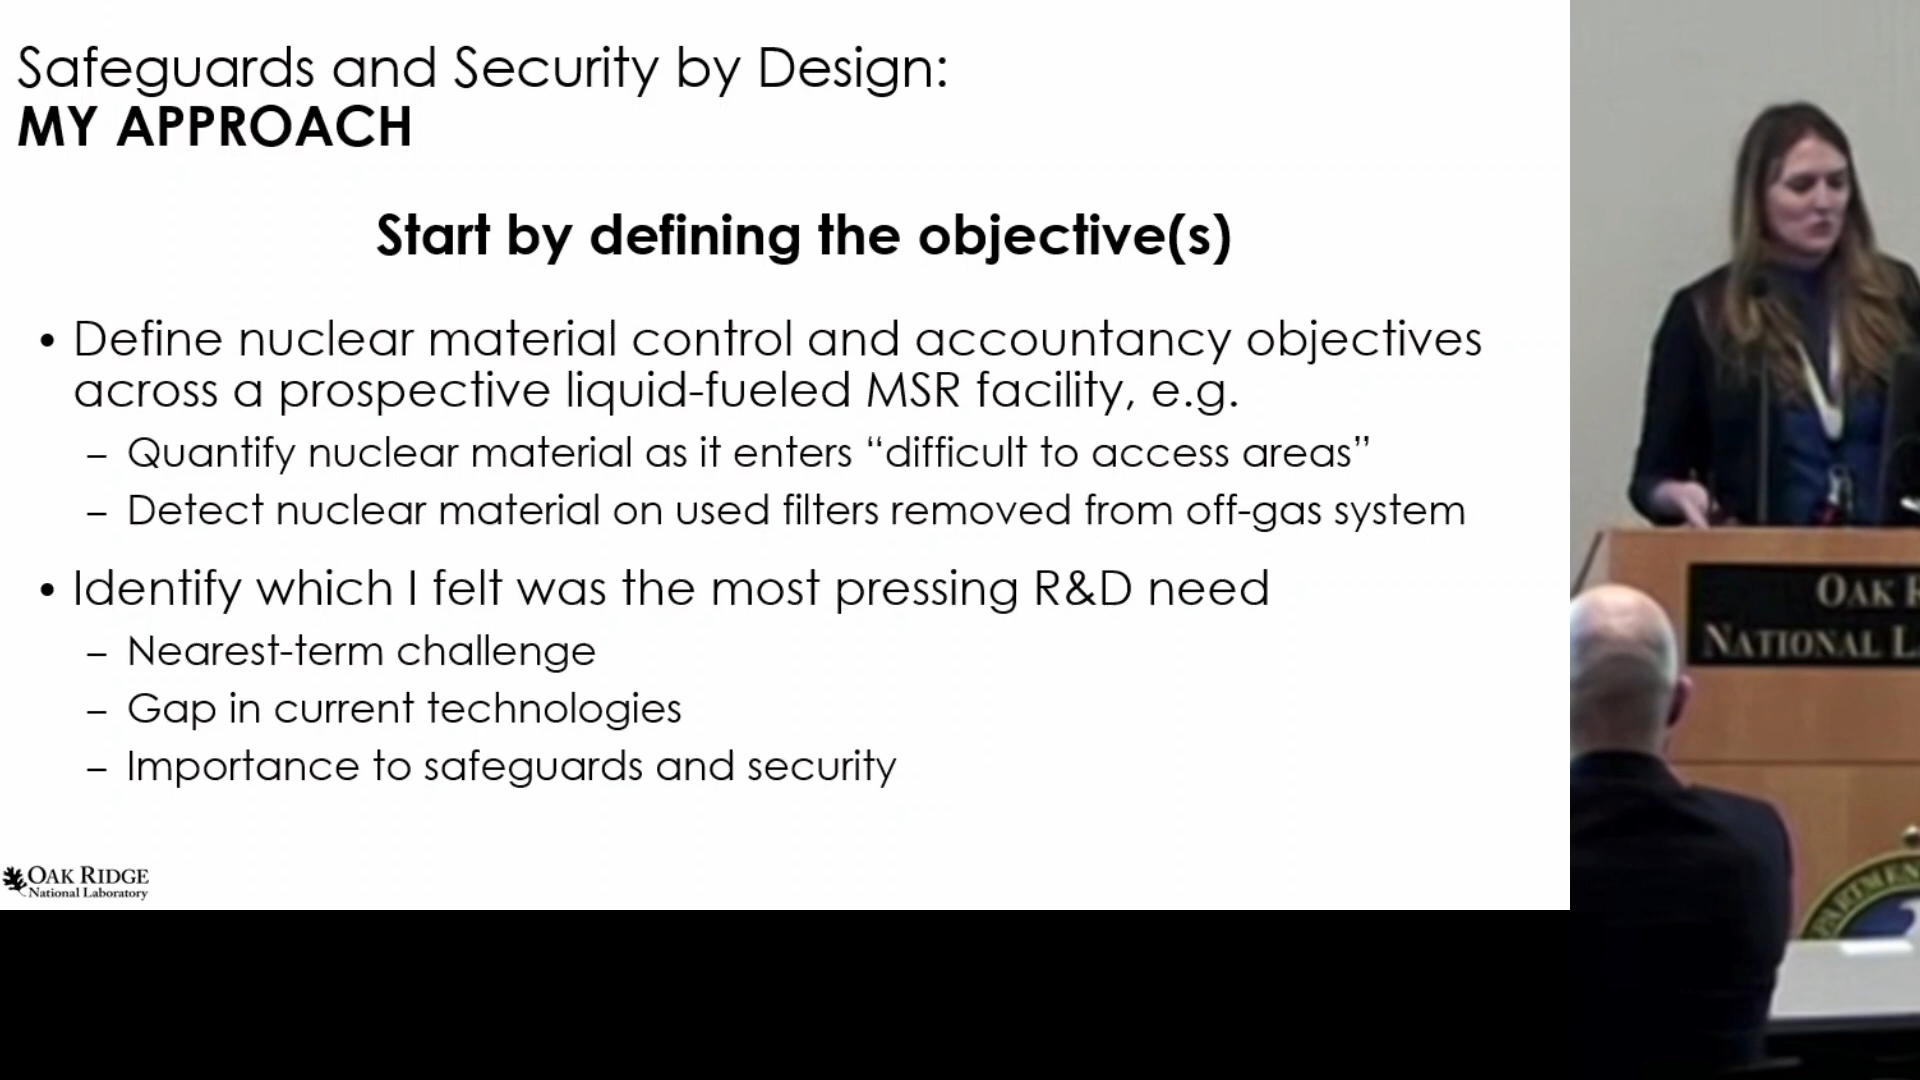 Safeguards and Security by Design:
MY APPROACH
Start by defining the objective(s)
• Define nuclear material control and accountancy objectives
across a prospective liquid-fueled MSR facility, e.g.
– Quantify nuclear material as it enters “difficult to access areas”
– Detect nuclear material on used filters removed from off-gas system
• Identify which I felt was the most pressing R&D need
– Nearest-term challenge
– Gap in current technologies
– Importance to safeguards and security
OAK RIDGE
National Laboratory
OAK R
NATIONAL L